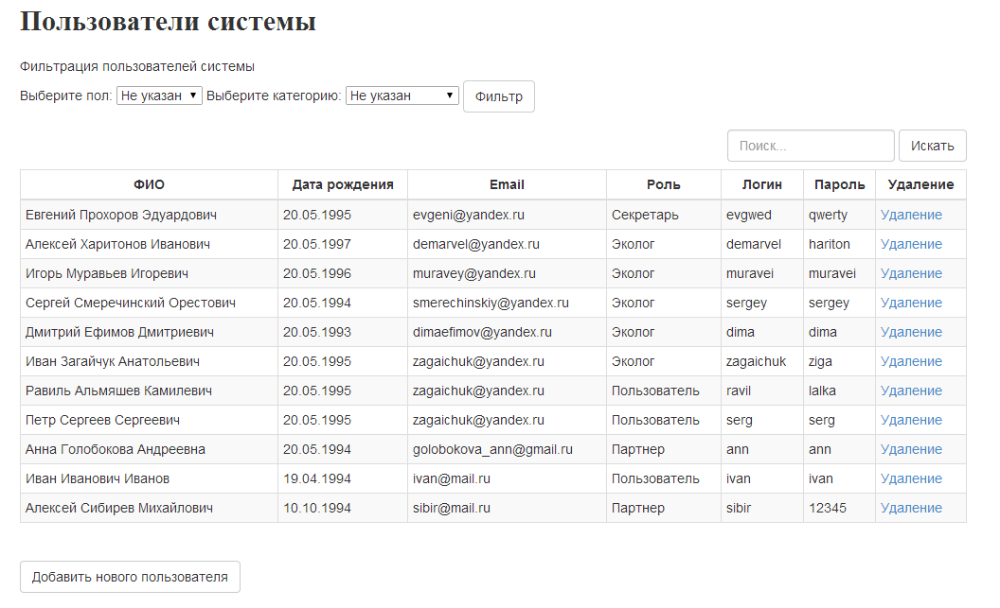 Пользователи системы
Фильтрация пользователей системы
Выберите пол: Не указан Выберите категорию: Не указан Фильтр
Поиск... Искать
ФИО Дата рождения Email Роль Логин Пароль Удаление
Евгений Прохоров Эдуардович 20.05.1995 evgeni@yandex.ru Секретарь evgwed qwerty Удаление
Алексей Харитонов Иванович 20.05.1997 demarvel@yandex.ru Эколог demarvel hariton Удаление
Игорь Муравьев Игоревич 20.05.1996 muravey@yandex.ru Эколог muravei muravei Удаление
Сергей Смеречинский Орестович 20.05.1994 smerechinskiy@yandex.ru Эколог sergey sergey Удаление
Дмитрий Ефимов Дмитриевич 20.05.1993 dimaefimov@yandex.ru Эколог dima dima Удаление
Иван Загайчук Анатольевич 20.05.1995 zagaichuk@yandex.ru Эколог zagaichuk ziga Удаление
Равиль Альмяшев Камилевич 20.05.1995 zagaichuk@yandex.ru Пользователь ravil lalka Удаление
Петр Сергеев Сергеевич 20.05.1995 zagaichuk@yandex.ru Пользователь serg serg Удаление
Анна Голобокова Андреевна 20.05.1994 golobokova_ann@gmail.ru Партнер ann ann Удаление
Иван Иванович Иванов 19.04.1994 ivan@mail.ru Пользователь ivan ivan Удаление
Алексей Сибирев Михайлович 10.10.1994 sibir@mail.ru Партнер sibir 12345 Удаление
Добавить нового пользователя